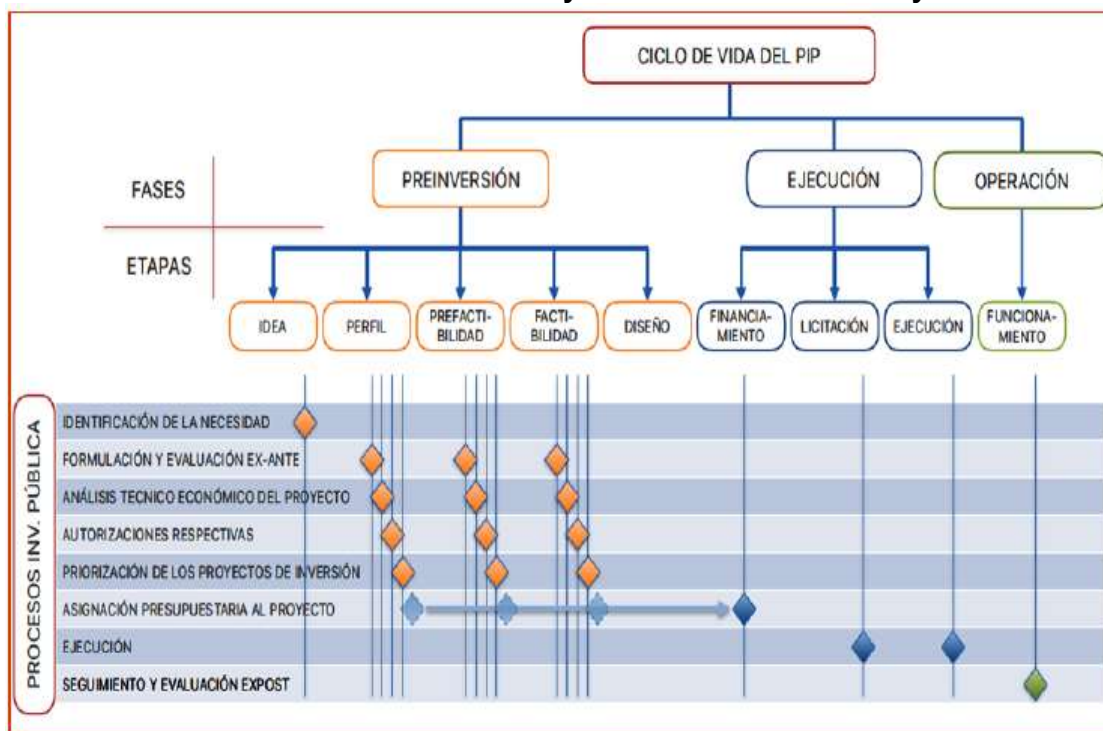 CICLO DE VIDA DEL PIP
FASES
PREINVERSIÓN
EJECUCIÓN
OPERACIÓN
ETAPAS
IDEA
PERFIL
PREFACTI-
BILIDAD
FACTI-
BILIDAD
DISEÑO
FINANCIA-
MIENTO
LICITACIÓN
EJECUCIÓN
FUNCIONA-
MIENTO
PROCESOS INV. PÚBLICA
IDENTIFICACIÓN DE LA NECESIDAD
FORMULACIÓN Y EVALUACIÓN EX-ANTE
ANÁLISIS TECNICO ECONÓMICO DEL PROYECTO
AUTORIZACIONES RESPECTIVAS
PRIORIZACIÓN DE LOS PROYECTOS DE INVERSIÓN
ASIGNACIÓN PRESUPUESTARIA AL PROYECTO
EJECUCIÓN
SEGUIMIENTO Y EVALUACIÓN EXPOST